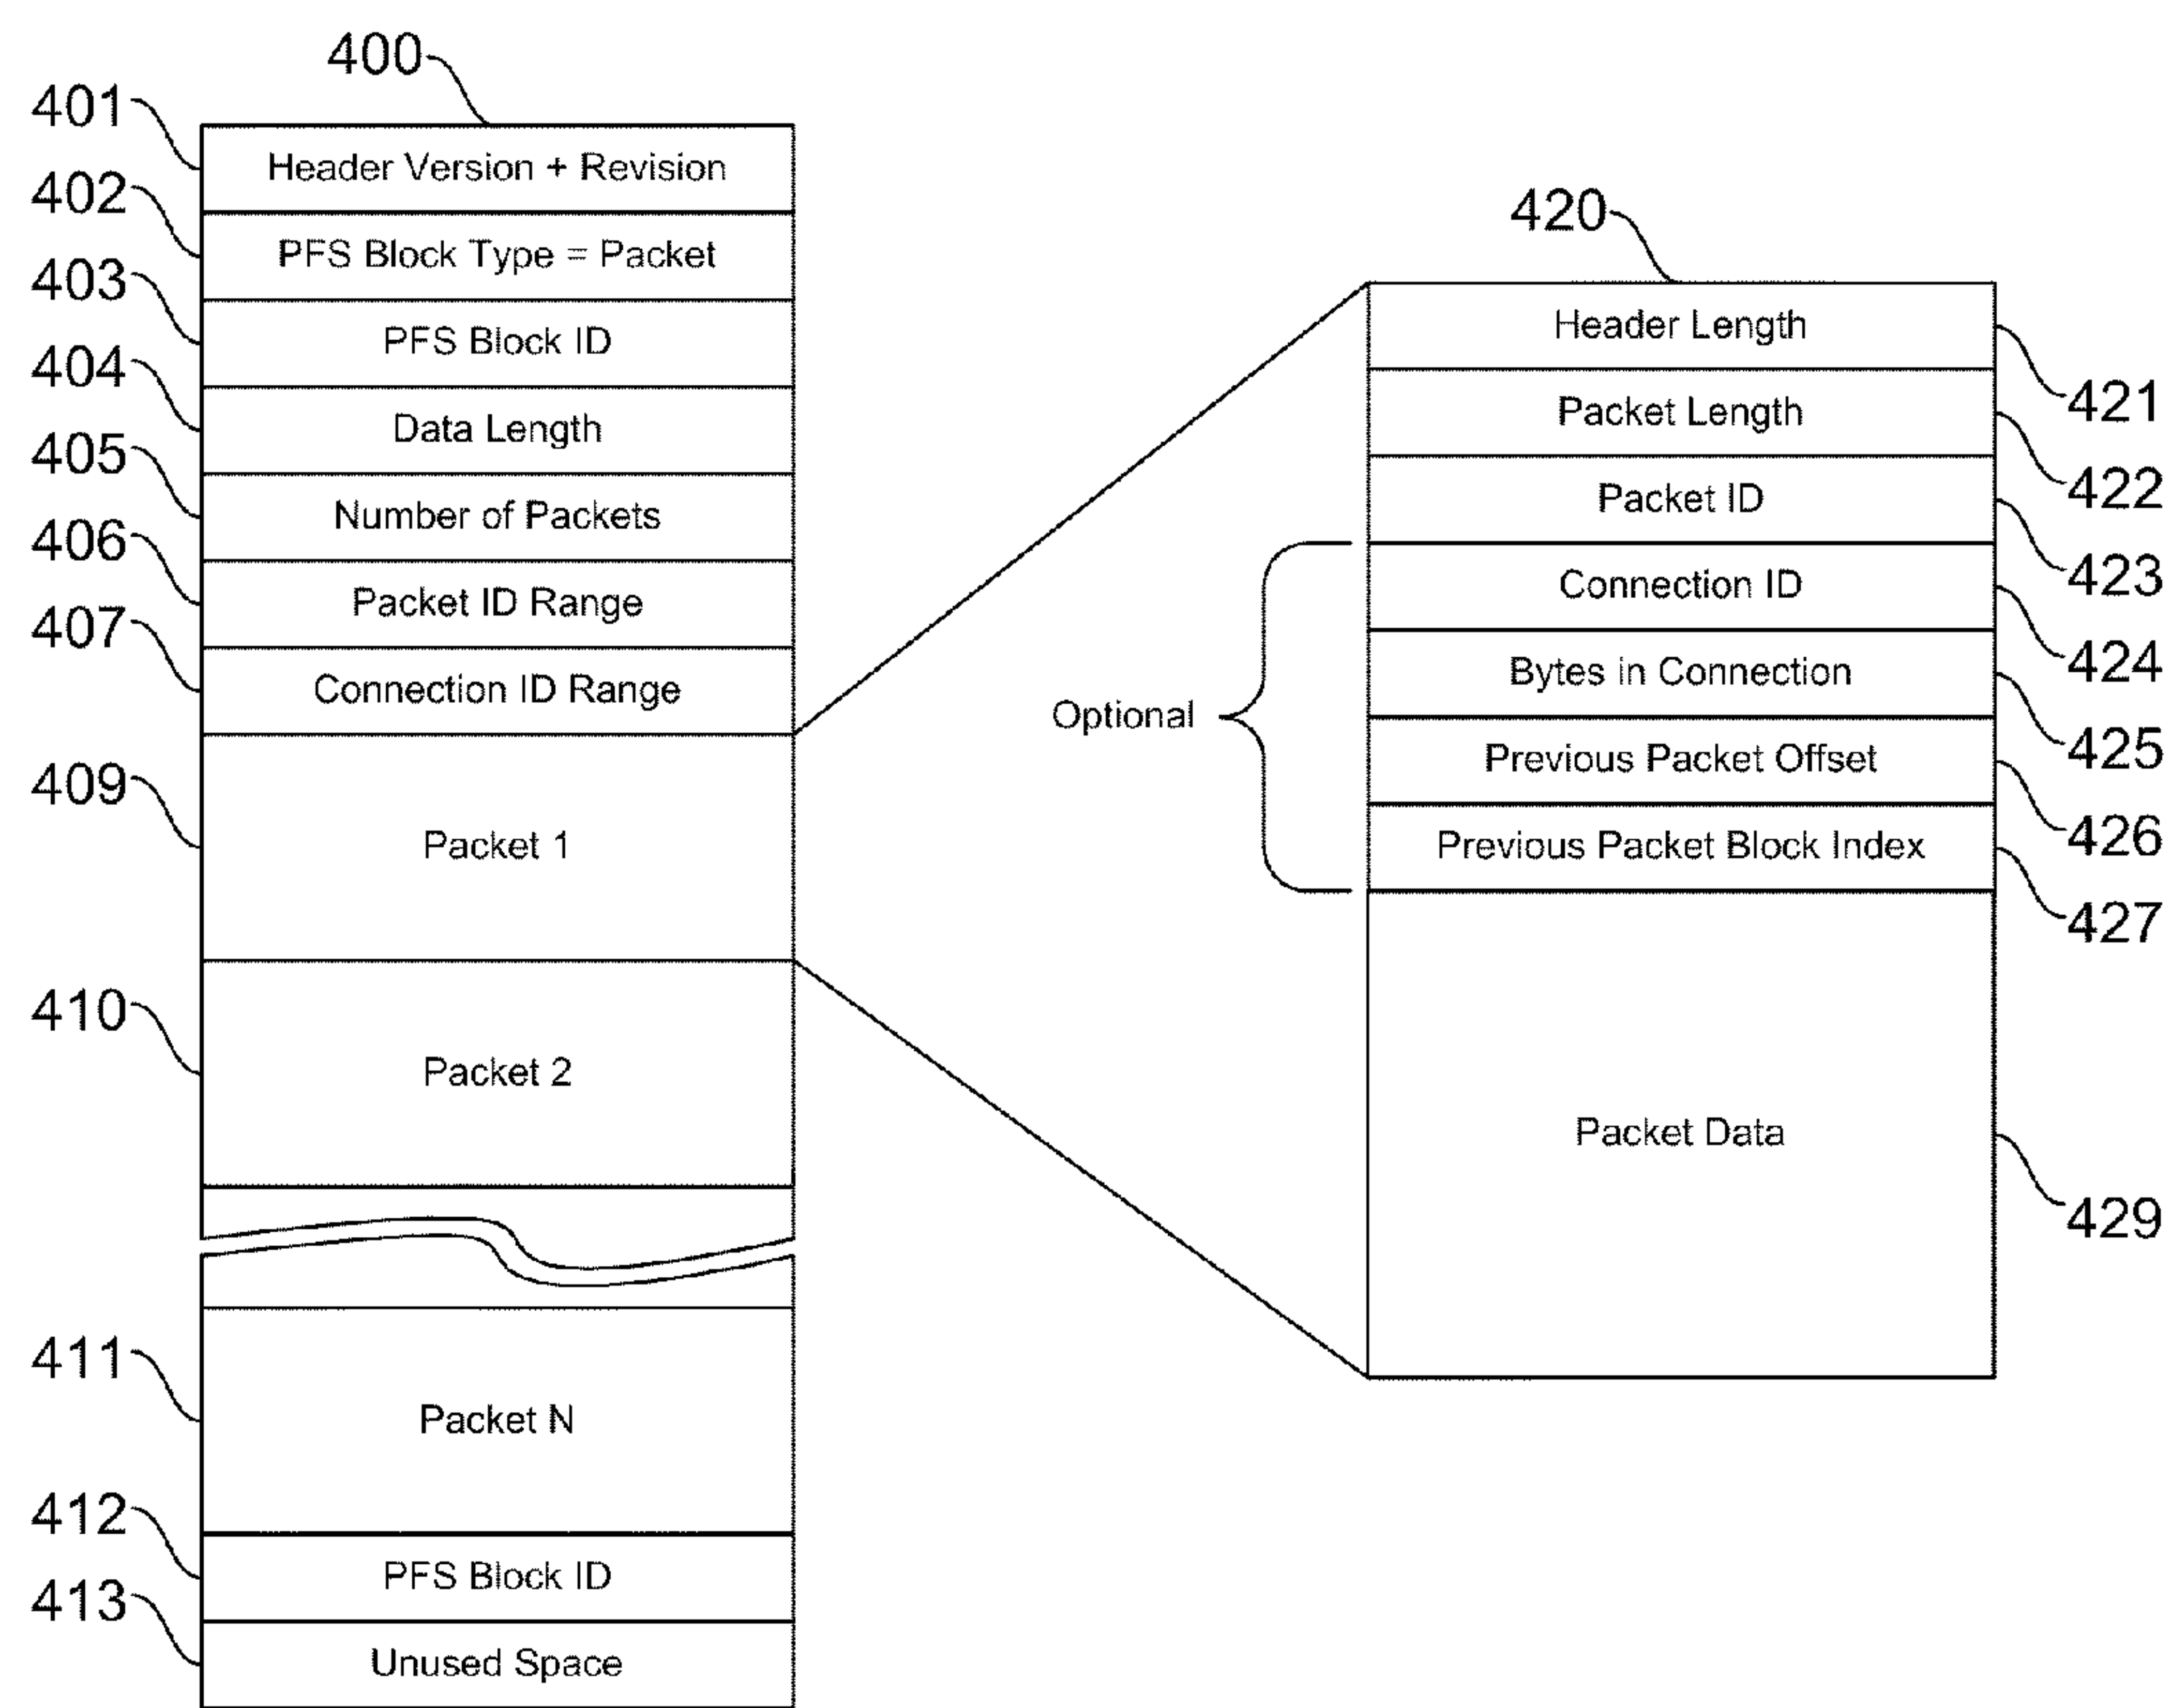 400
401
Header Version + Revision
402
PFS Block Type = Packet
403
PFS Block ID
404
Data Length
405
Number of Packets
406
Packet ID Range
407
Connection ID Range
409
Packet 1
410
Packet 2
411
Packet N
412
PFS Block ID
413
Unused Space
420
Header Length
421
Packet Length
422
Packet ID
423
Optional
Connection ID
424
Bytes in Connection
425
Previous Packet Offset
426
Previous Packet Block Index
427
Packet Data
429